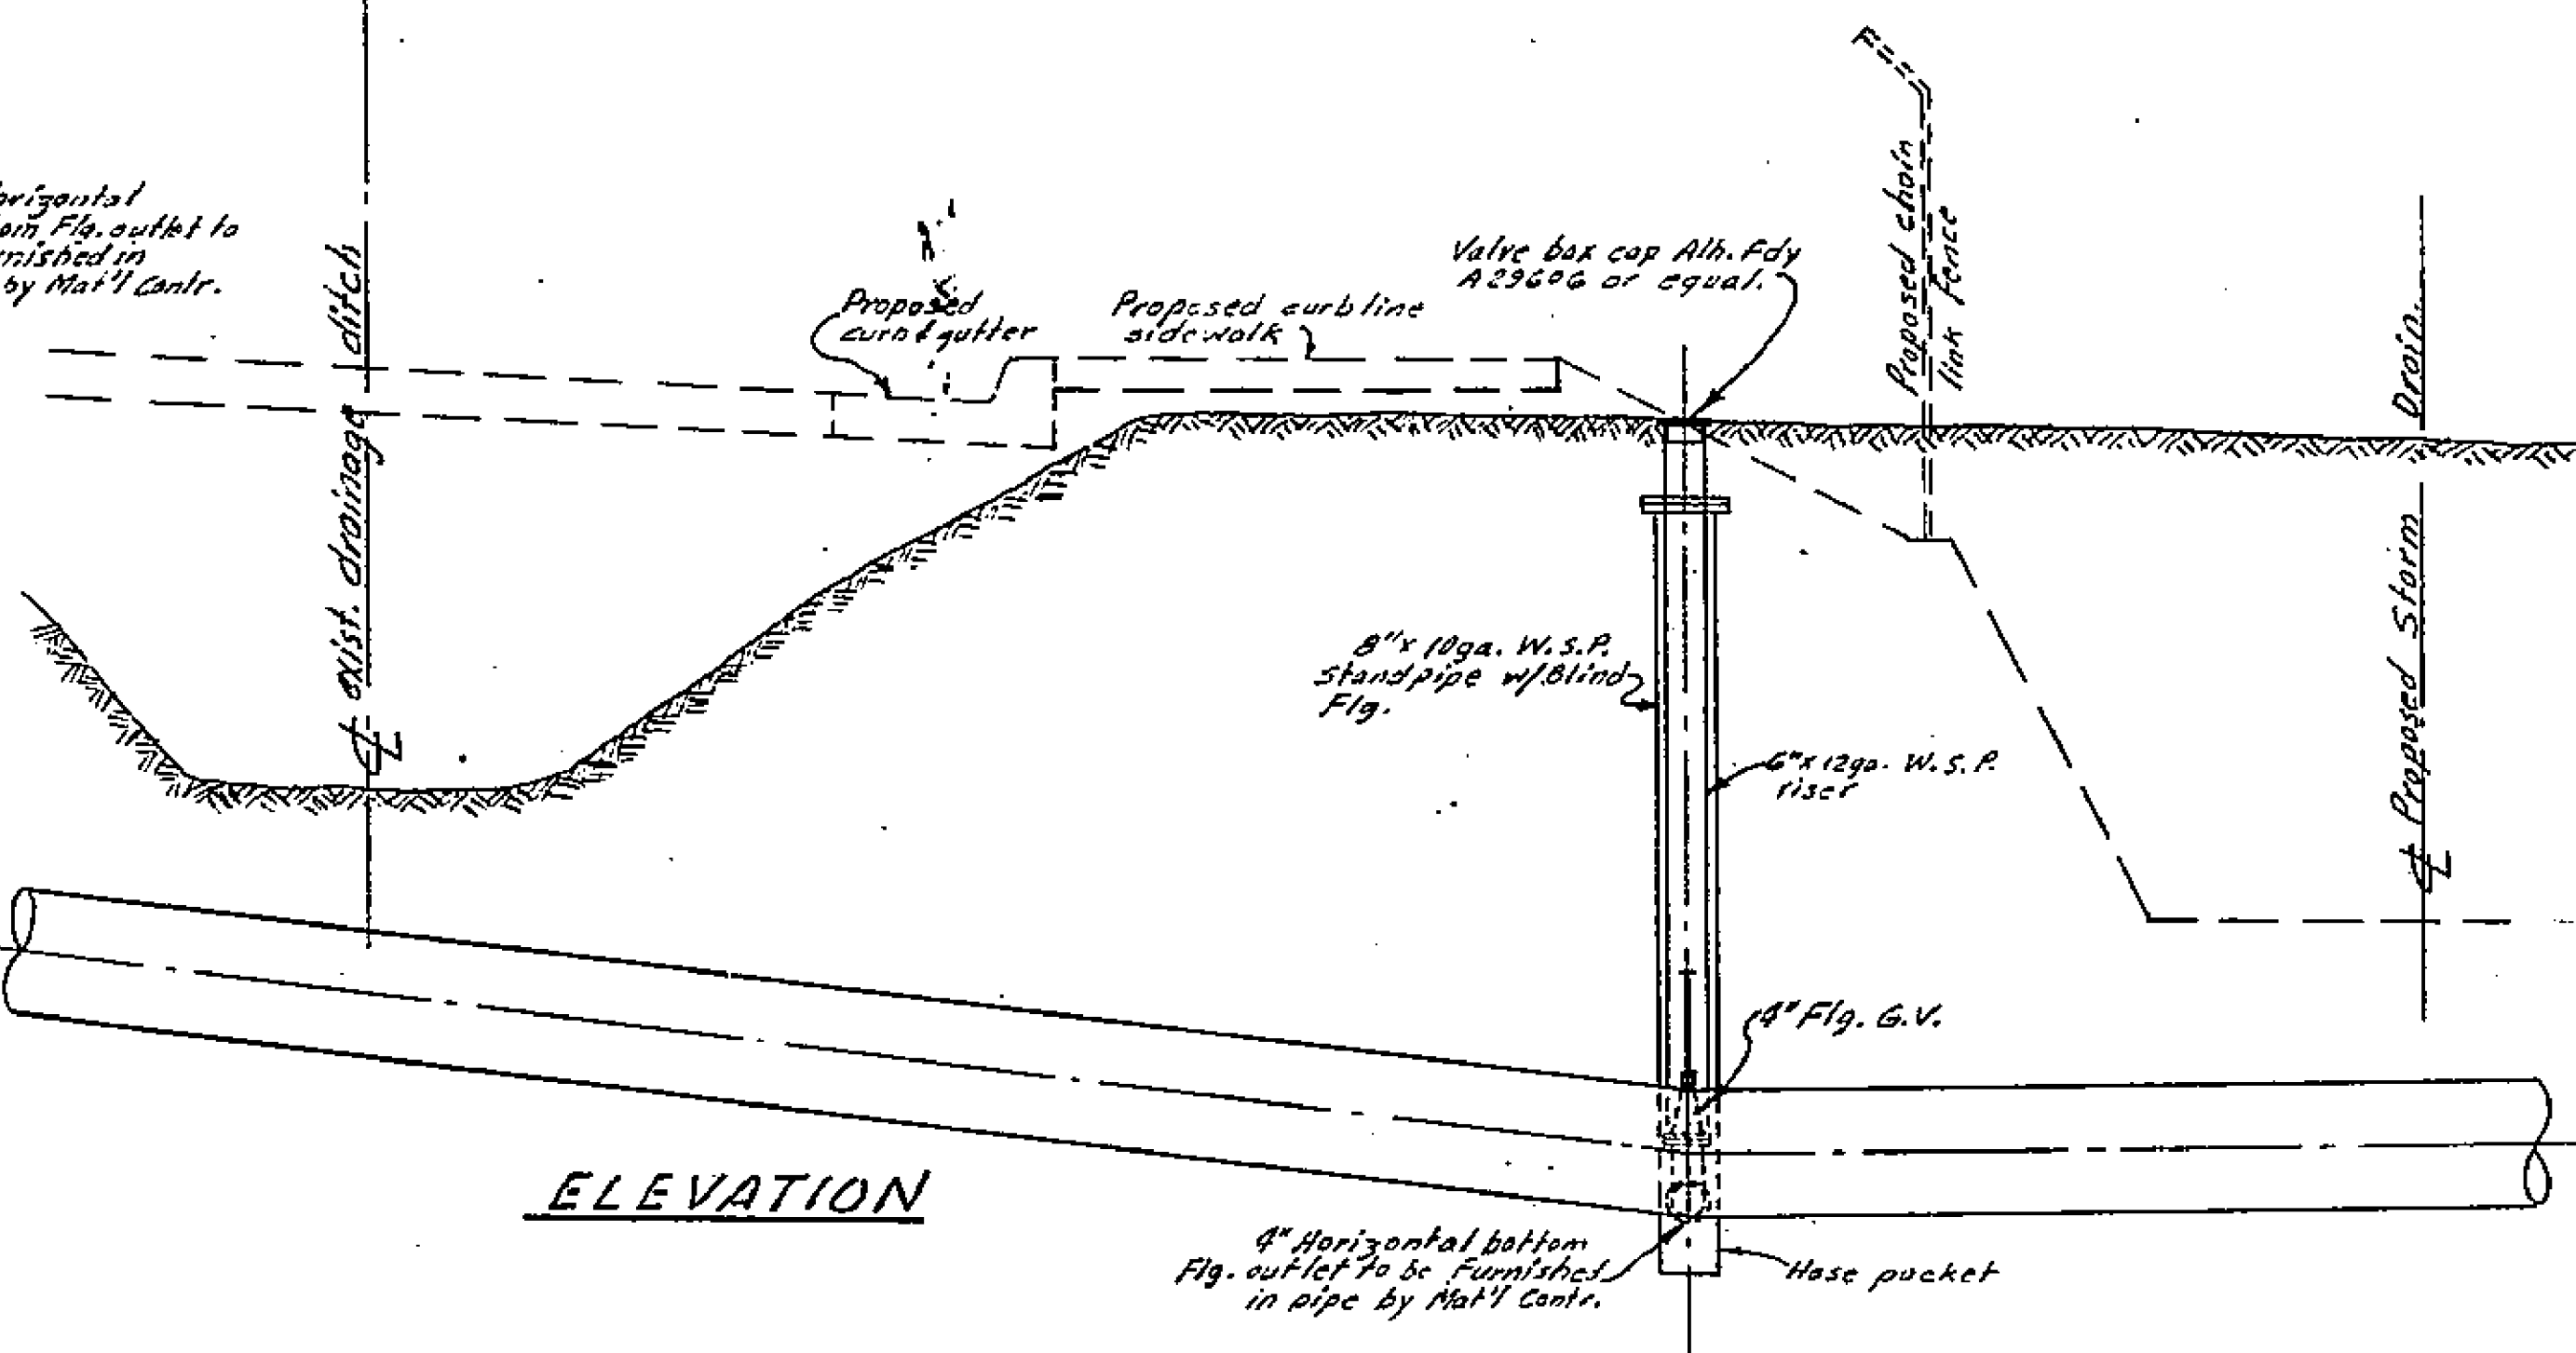 orizontal
om Flg. outlet to
nished in
by Mat'l Contr.
exist. drainage ditch
Proposed
curb & gutter
Proposed curb line
sidewalk
Valve box cap Alh. Fdy
A29606 or equal.
Proposed chain
link Fence
Proposed Storm Drain
8" x 10ga. W.S.P.
Standpipe w/Blind
Flg.
6" x 12ga. W.S.P.
riser
4" Flg. G.V.
ELEVATION
4" Horizontal bottom
Flg. outlet to be Furnished
in pipe by Mat'l Contr.
Hose pocket